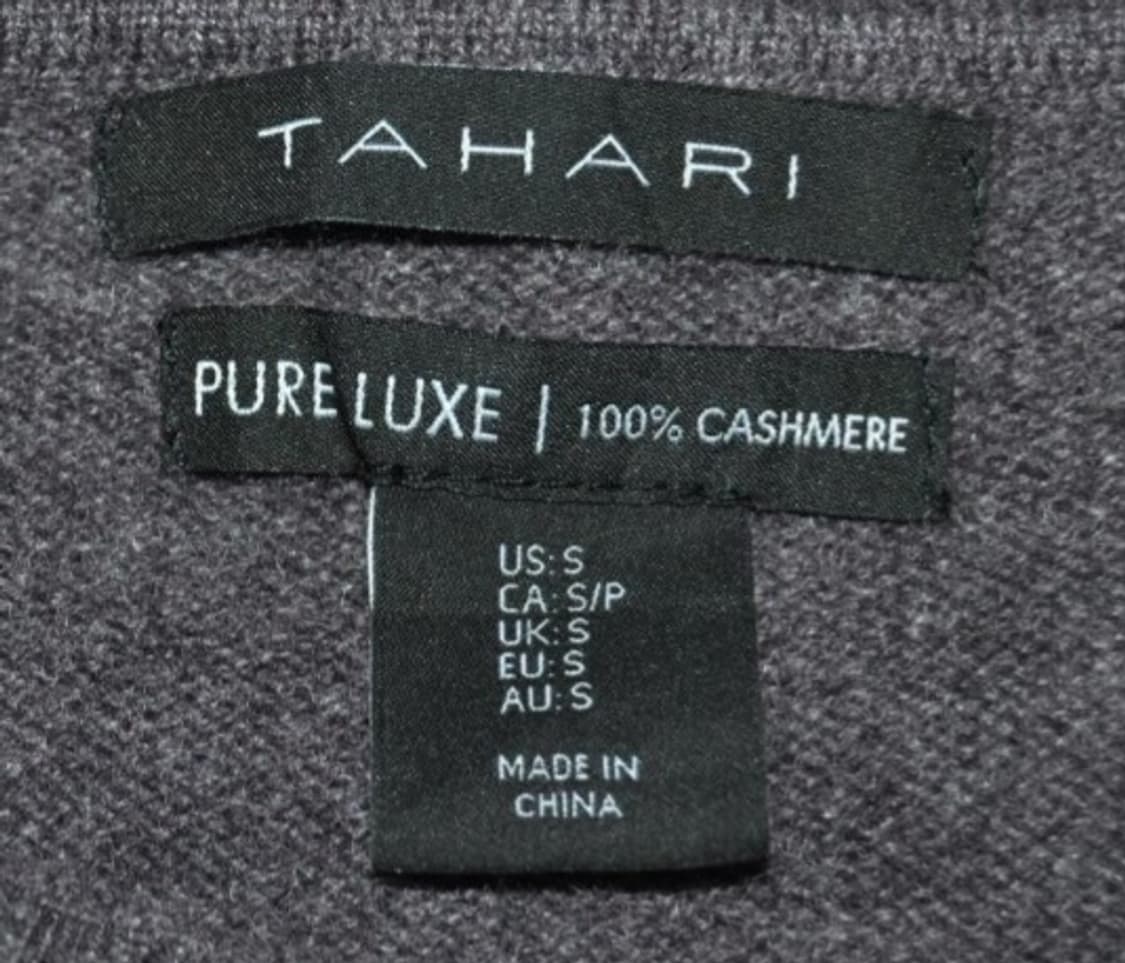 TAHARI
PURE LUXE | 100% CASHMERE
US: S
CA: S/P
UK: S
EU: S
AU: S
MADE IN
CHINA